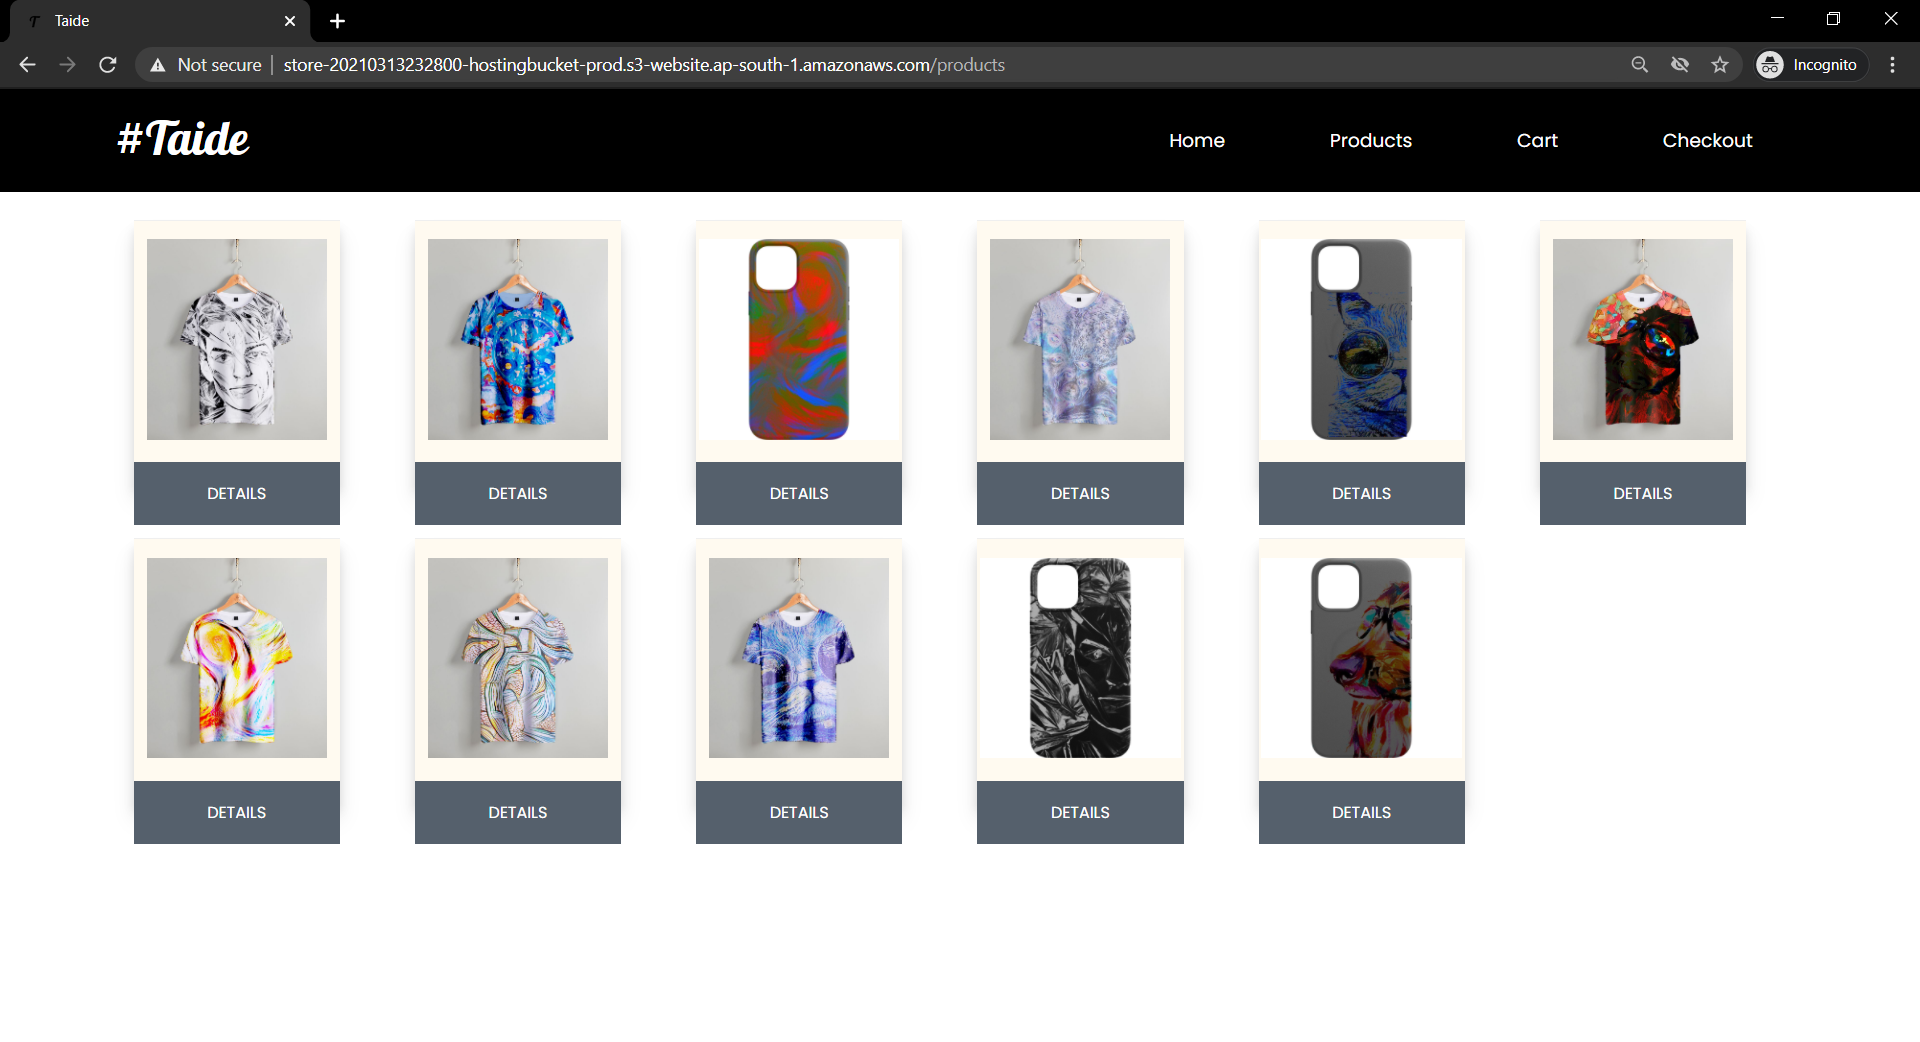 Taide
Not secure | store-20210313232800-hostingbucket-prod.s3-website.ap-south-1.amazonaws.com/products
Incognito
#Taide
Home Products Cart Checkout
DETAILS DETAILS DETAILS DETAILS DETAILS DETAILS
DETAILS DETAILS DETAILS DETAILS DETAILS